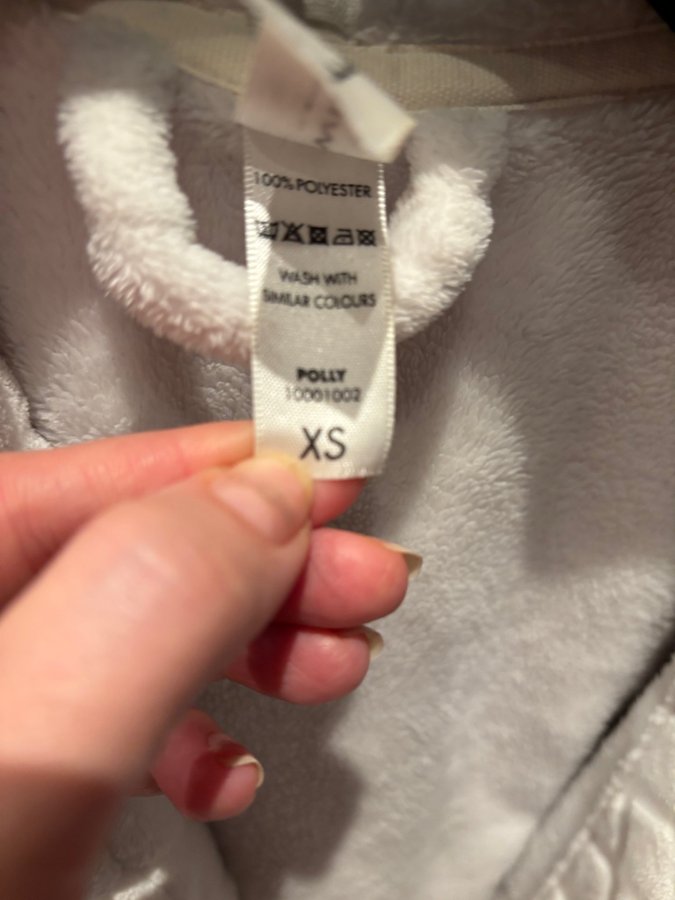 100% POLYESTER
WASH WITH
SIMILAR COLOURS
POLLY
10001002
XS